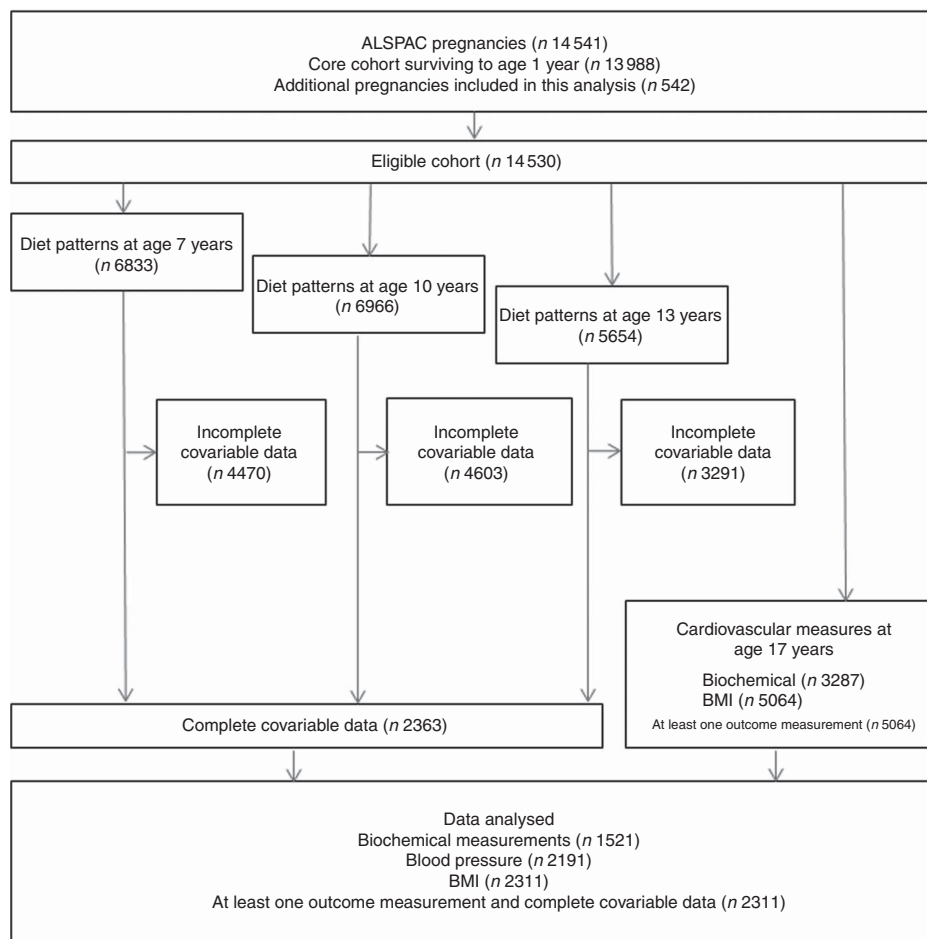 ALSPAC pregnancies (n 14 541)
Core cohort surviving to age 1 year (n 13 988)
Additional pregnancies included in this analysis (n 542)
Eligible cohort (n 14 530)
Diet patterns at age 7 years
(n 6833)
Diet patterns at age 10 years
(n 6966)
Diet patterns at age 13 years
(n 5654)
Incomplete
covariable data
(n 4470)
Incomplete
covariable data
(n 4603)
Incomplete
covariable data
(n 3291)
Cardiovascular measures at
age 17 years
Biochemical (n 3287)
BMI (n 5064)
At least one outcome measurement (n 5064)
Complete covariable data (n 2363)
Data analysed
Biochemical measurements (n 1521)
Blood pressure (n 2191)
BMI (n 2311)
At least one outcome measurement and complete covariable data (n 2311)